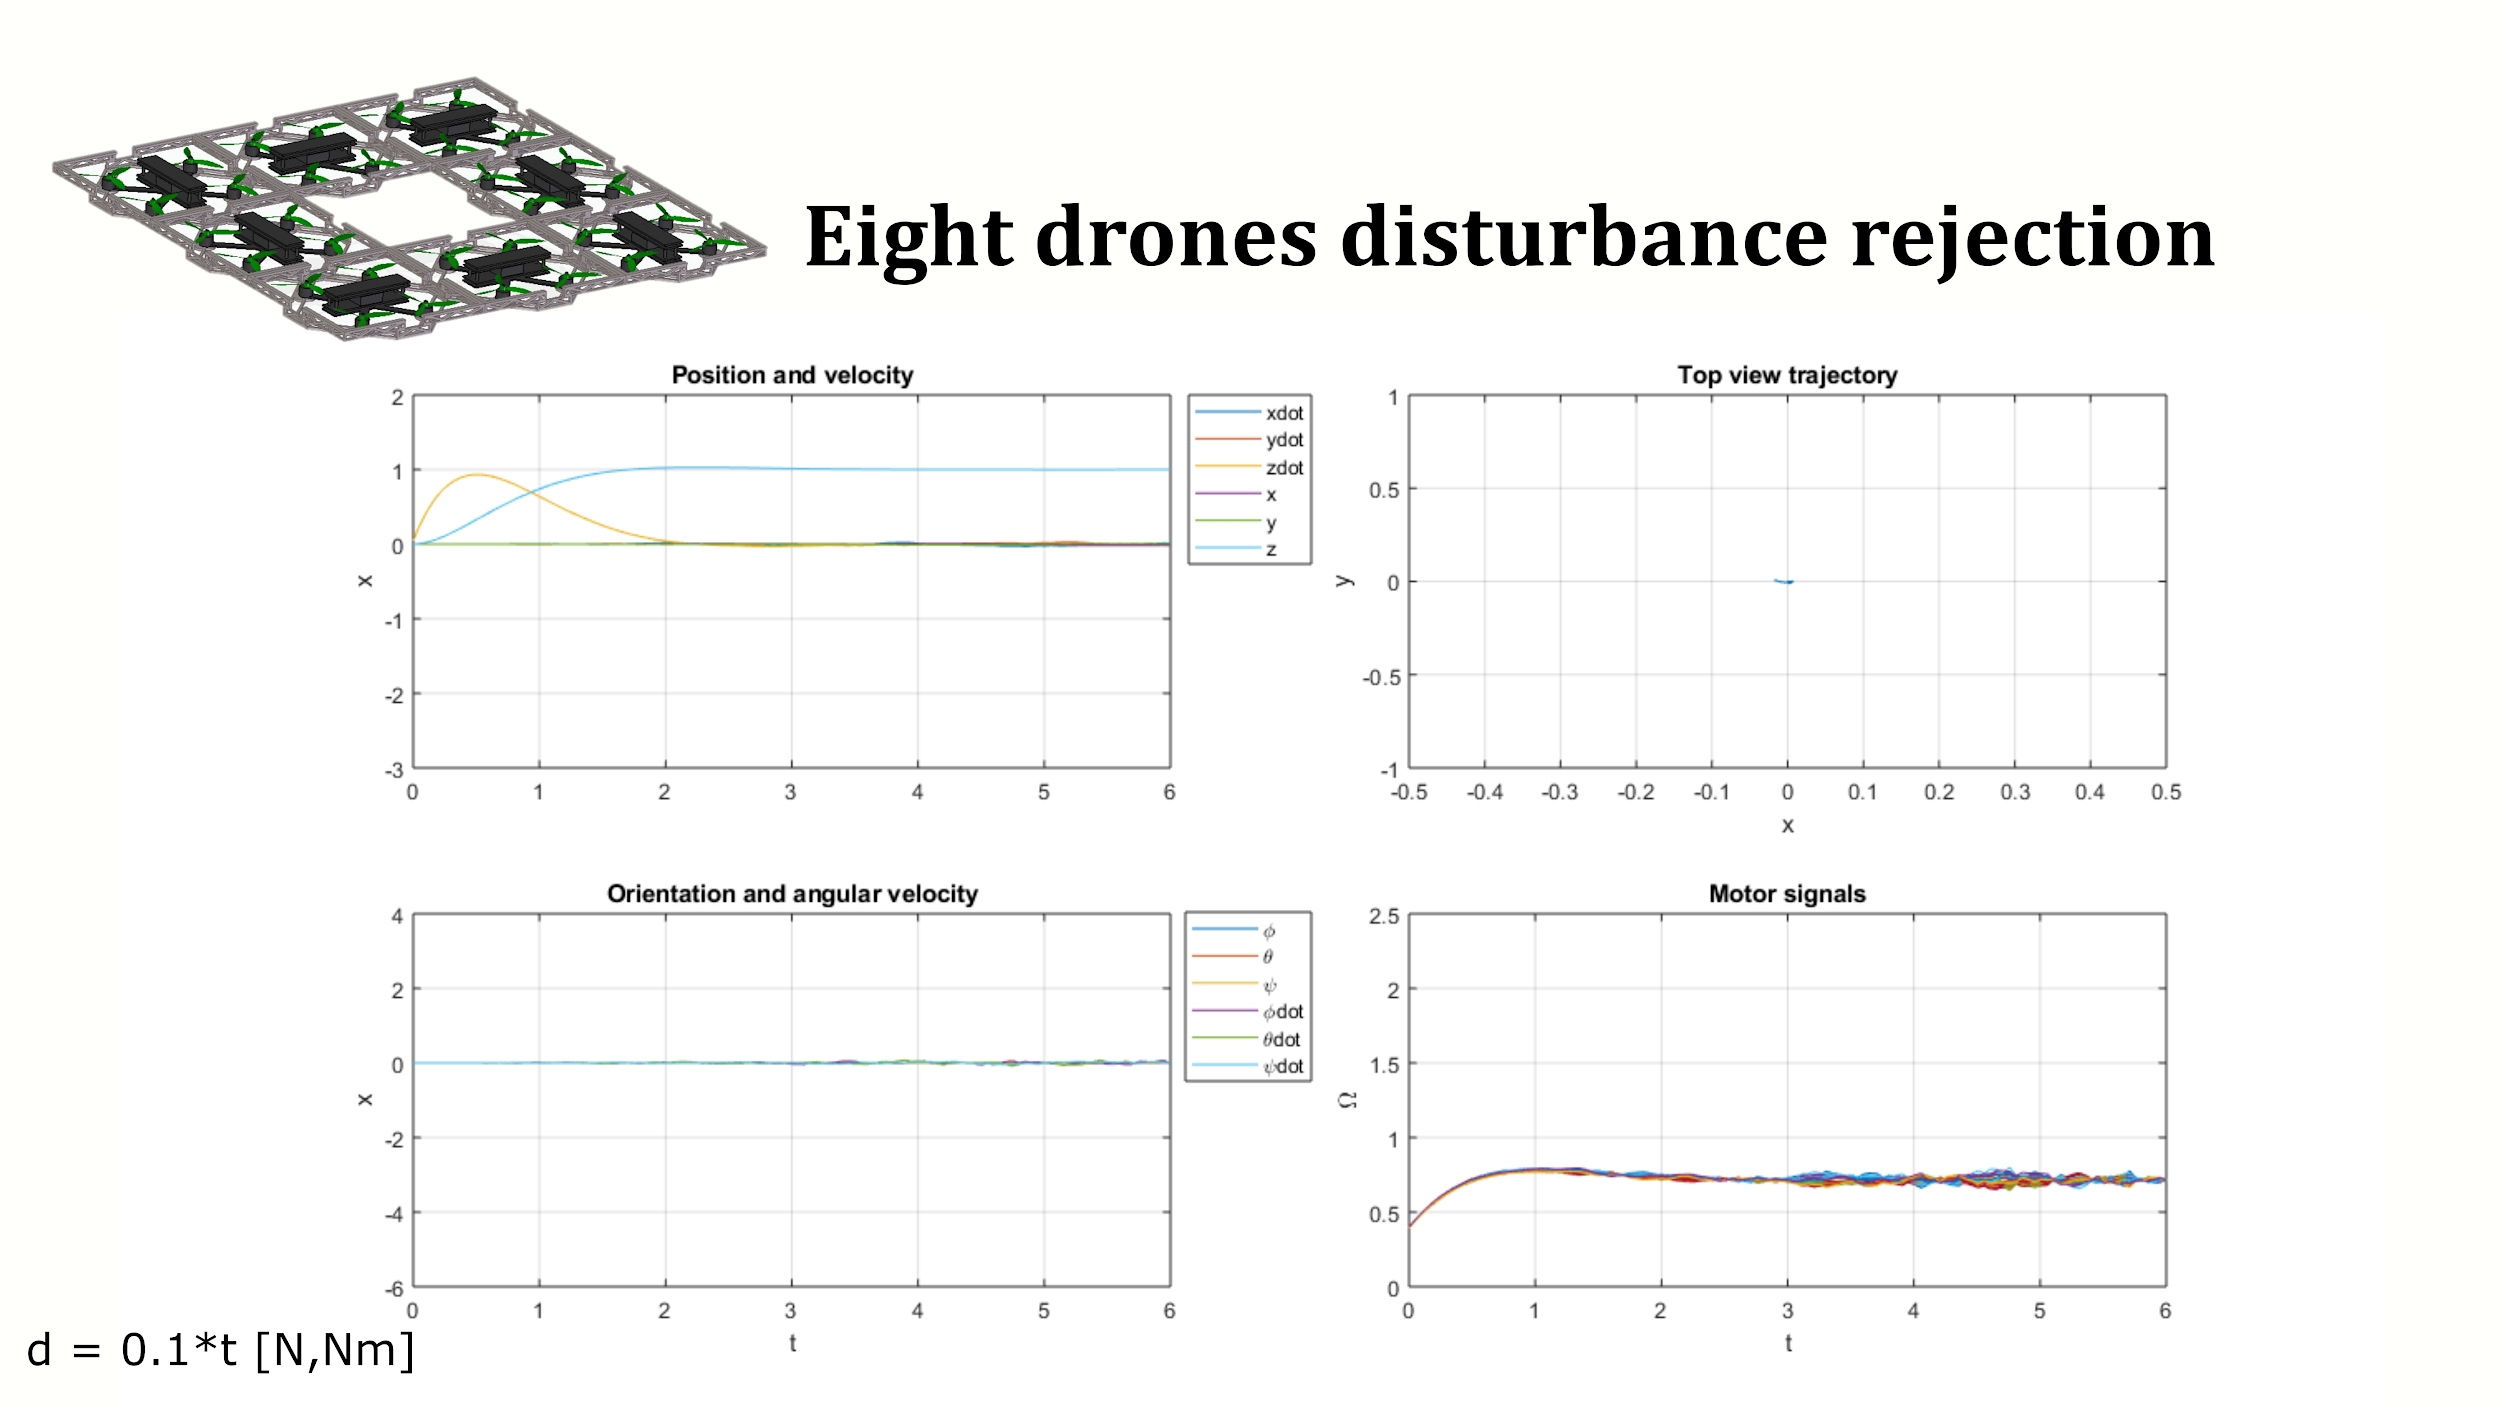 Eight drones disturbance rejection
Position and velocity
2
1
0
-1
-2
-3
x
0 1 2 3 4 5 6
xdot
ydot
zdot
x
y
z
Top view trajectory
1
0.5
0
-0.5
-1
y
-0.5 -0.4 -0.3 -0.2 -0.1 0 0.1 0.2 0.3 0.4 0.5
x
Orientation and angular velocity
4
2
0
-2
-4
-6
x
0 1 2 3 4 5 6
t
ϕ
θ
ψ
ϕdot
θdot
ψdot
Motor signals
2.5
2
1.5
1
0.5
0
Ω
0 1 2 3 4 5 6
t
d = 0.1*t [N,Nm]